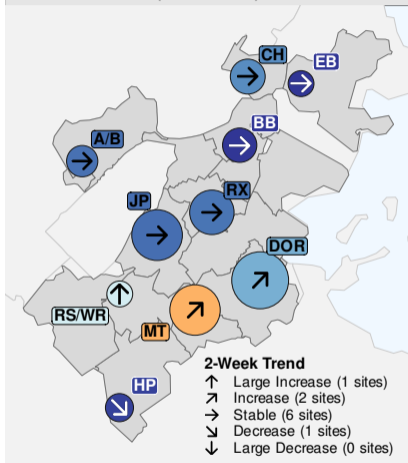 CH
EB
BB
A/B
RX
JP
DOR
RS/WR
MT
HP
2-Week Trend
↑ Large Increase (1 sites)
↗ Increase (2 sites)
→ Stable (6 sites)
↘ Decrease (1 sites)
↓ Large Decrease (0 sites)